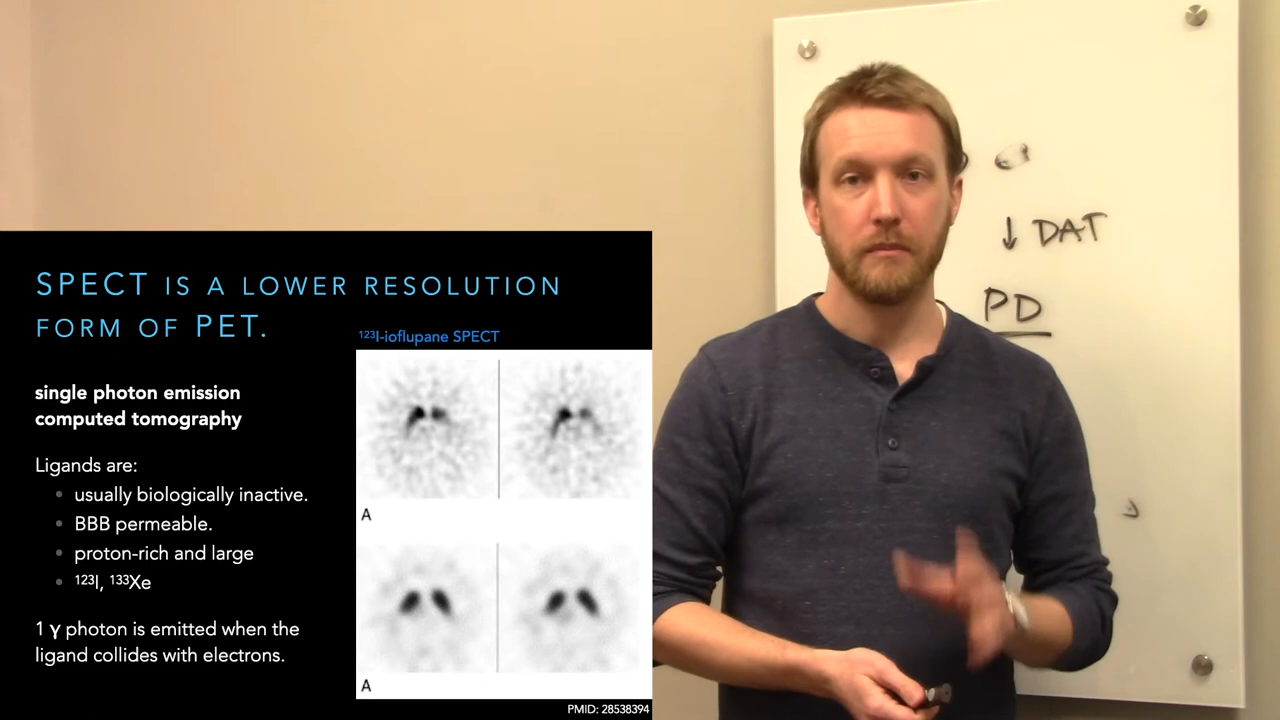 SPECT IS A LOWER RESOLUTION
FORM OF PET.
¹²³I-ioflupane SPECT
single photon emission
computed tomography
Ligands are:
• usually biologically inactive.
• BBB permeable.
• proton-rich and large
• ¹²³I, ¹³³Xe
1 γ photon is emitted when the
ligand collides with electrons.
A
A
PMID: 28538394
↓ DAT
PD